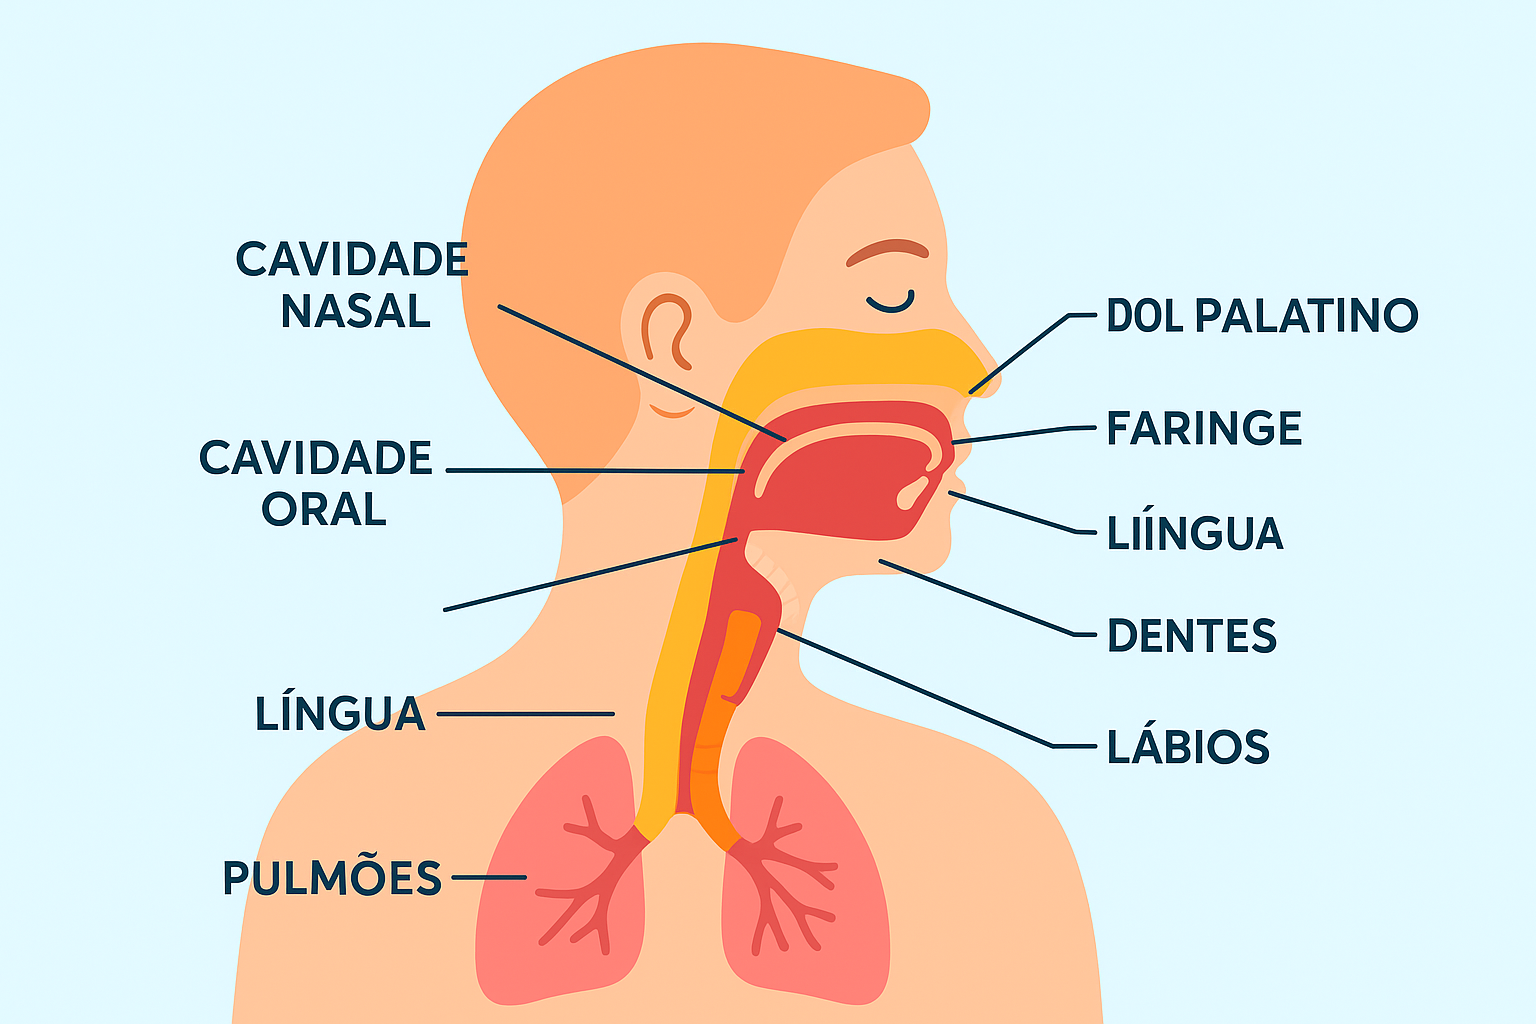 CAVIDADE
NASAL
CAVIDADE
ORAL
LÍNGUA
PULMÕES
DOL PALATINO
FARINGE
LIÍNGUA
DENTES
LÁBIOS